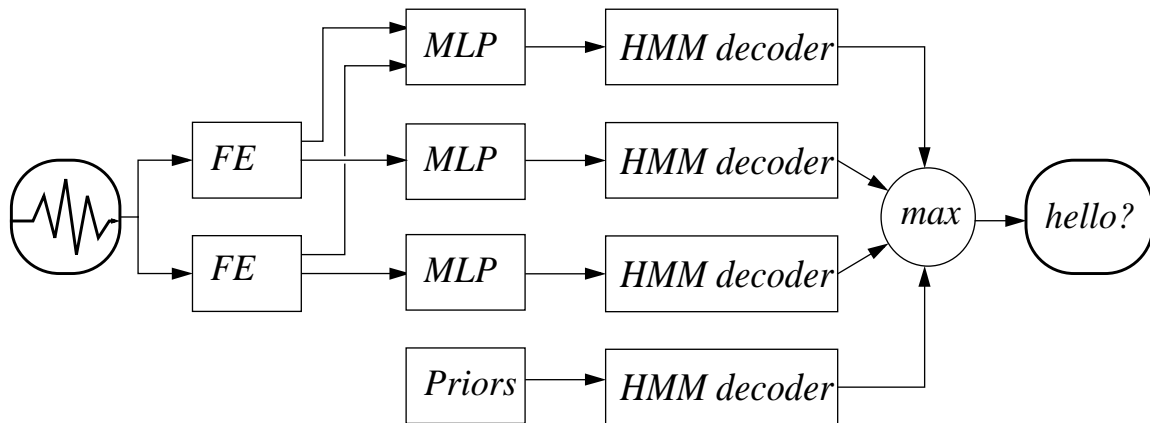 MLP
HMM decoder
FE
MLP
HMM decoder
max
hello?
FE
MLP
HMM decoder
Priors
HMM decoder